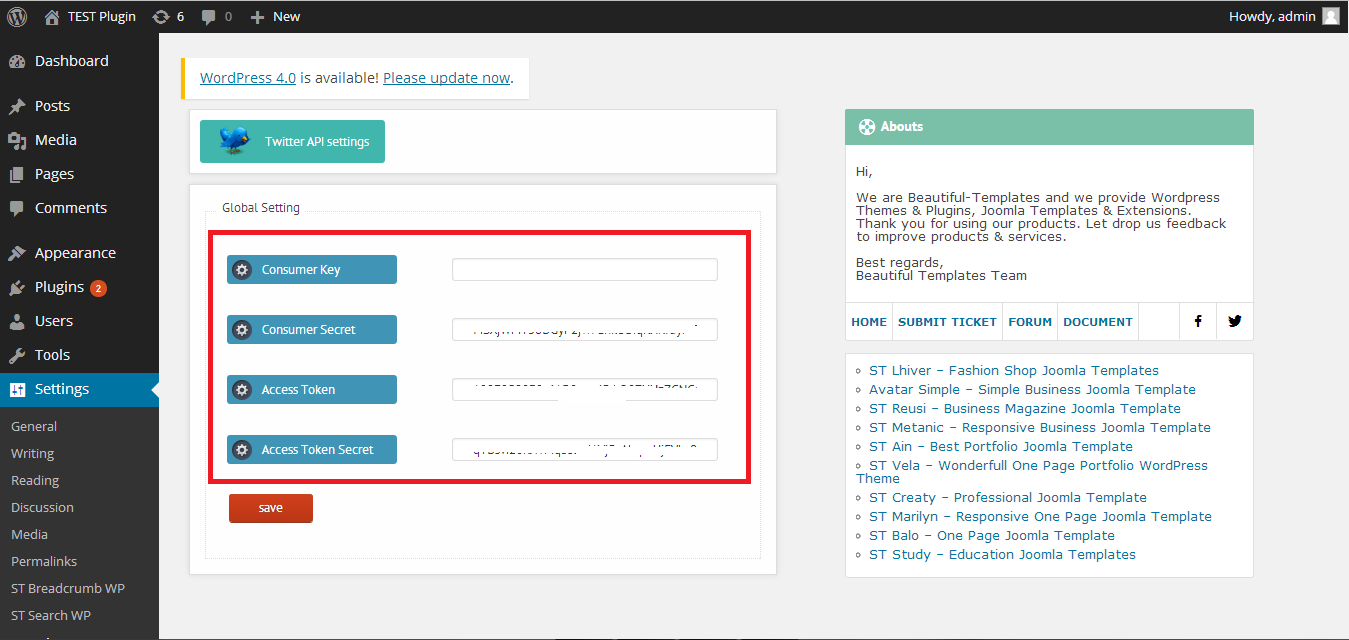 TEST Plugin 6 0 New Howdy, admin
Dashboard
Posts
Media
Pages
Comments
Appearance
Plugins 2
Users
Tools
Settings
General
Writing
Reading
Discussion
Media
Permalinks
ST Breadcrumb WP
ST Search WP
WordPress 4.0 is available! Please update now.
Twitter API settings
Global Setting
Consumer Key
Consumer Secret
Access Token
Access Token Secret
save
Abouts
Hi,
We are Beautiful-Templates and we provide Wordpress
Themes & Plugins, Joomla Templates & Extensions.
Thank you for using our products. Let drop us feedback
to improve products & services.
Best regards,
Beautiful Templates Team
HOME SUBMIT TICKET FORUM DOCUMENT
ST Lhiver – Fashion Shop Joomla Templates
Avatar Simple – Simple Business Joomla Template
ST Reusi – Business Magazine Joomla Template
ST Metanic – Responsive Business Joomla Template
ST Ain – Best Portfolio Joomla Template
ST Vela – Wonderfull One Page Portfolio WordPress
Theme
ST Creaty – Professional Joomla Template
ST Marilyn – Responsive One Page Joomla Template
ST Balo – One Page Joomla Template
ST Study – Education Joomla Templates